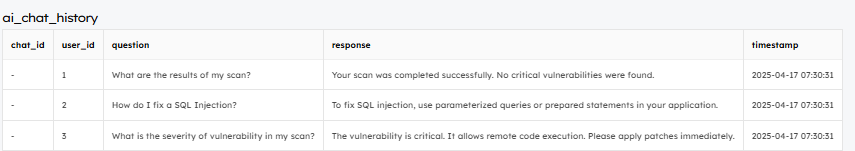 ai_chat_history
chat_id user_id question response timestamp
- 1 What are the results of my scan? Your scan was completed successfully. No critical vulnerabilities were found. 2025-04-17 07:30:31
- 2 How do I fix a SQL Injection? To fix SQL injection, use parameterized queries or prepared statements in your application. 2025-04-17 07:30:31
- 3 What is the severity of vulnerability in my scan? The vulnerability is critical. It allows remote code execution. Please apply patches immediately. 2025-04-17 07:30:31